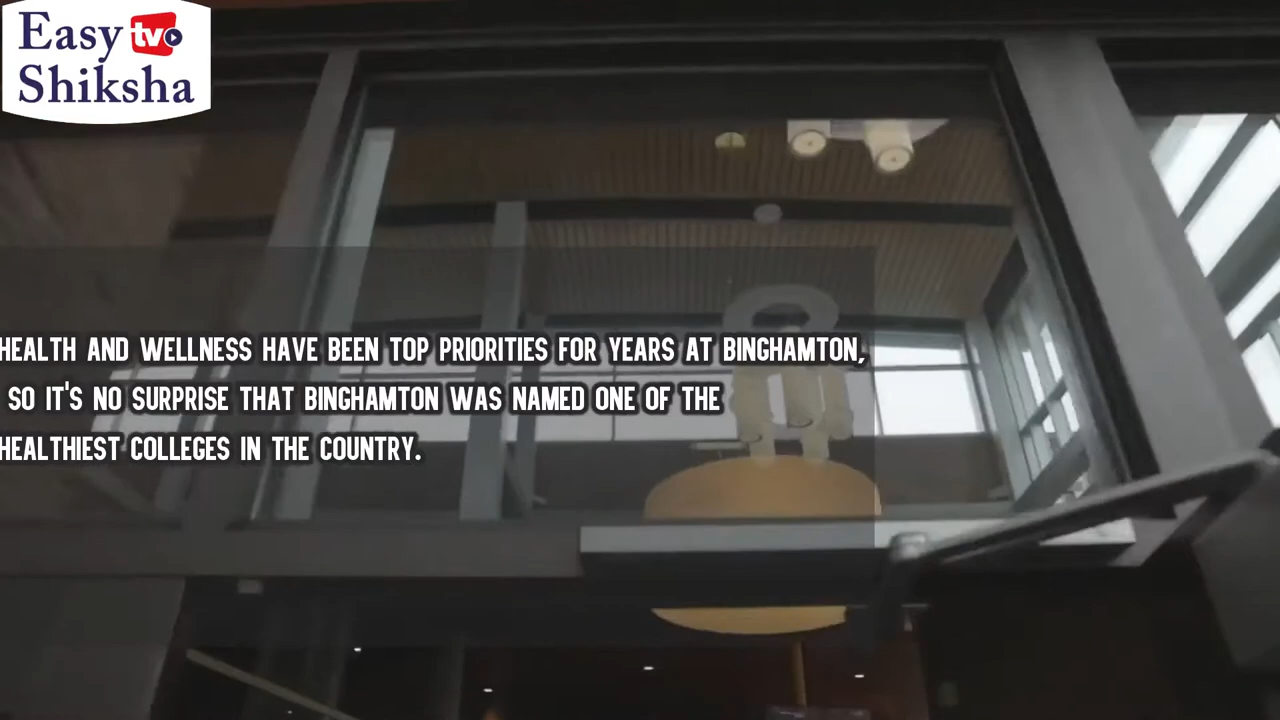 Easy tv
Shiksha
HEALTH AND WELLNESS HAVE BEEN TOP PRIORITIES FOR YEARS AT BINGHAMTON,
SO IT'S NO SURPRISE THAT BINGHAMTON WAS NAMED ONE OF THE
HEALTHIEST COLLEGES IN THE COUNTRY.